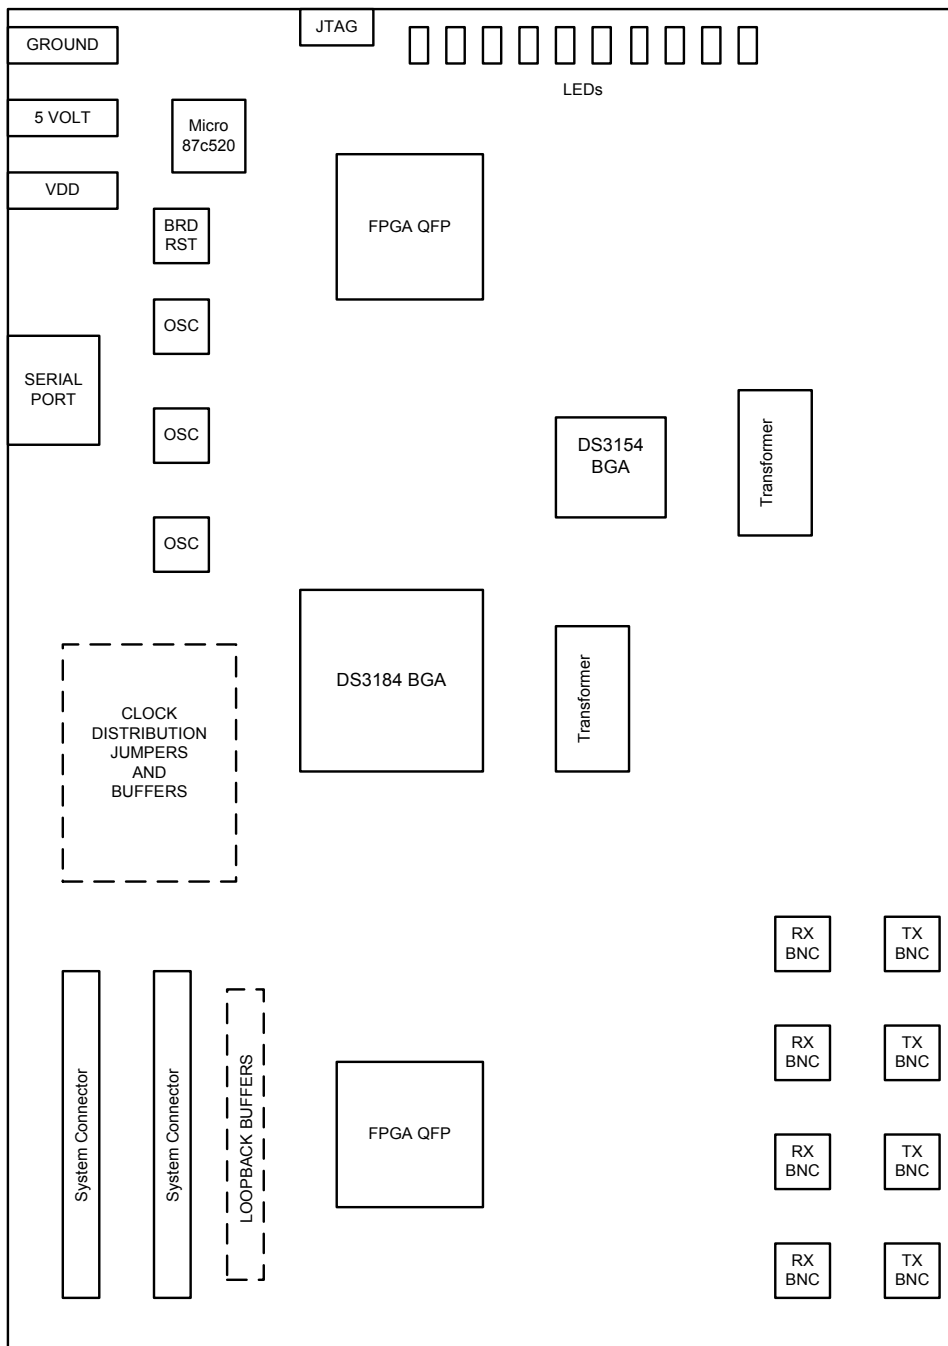 JTAG
GROUND
LEDs
5 VOLT
Micro
87c520
VDD
BRD
RST
FPGA QFP
OSC
SERIAL
PORT
OSC
DS3154
BGA
Transformer
OSC
DS3184 BGA
Transformer
CLOCK
DISTRIBUTION
JUMPERS
AND
BUFFERS
RX
BNC
TX
BNC
System Connector
System Connector
LOOPBACK BUFFERS
FPGA QFP
RX
BNC
TX
BNC
RX
BNC
TX
BNC
RX
BNC
TX
BNC